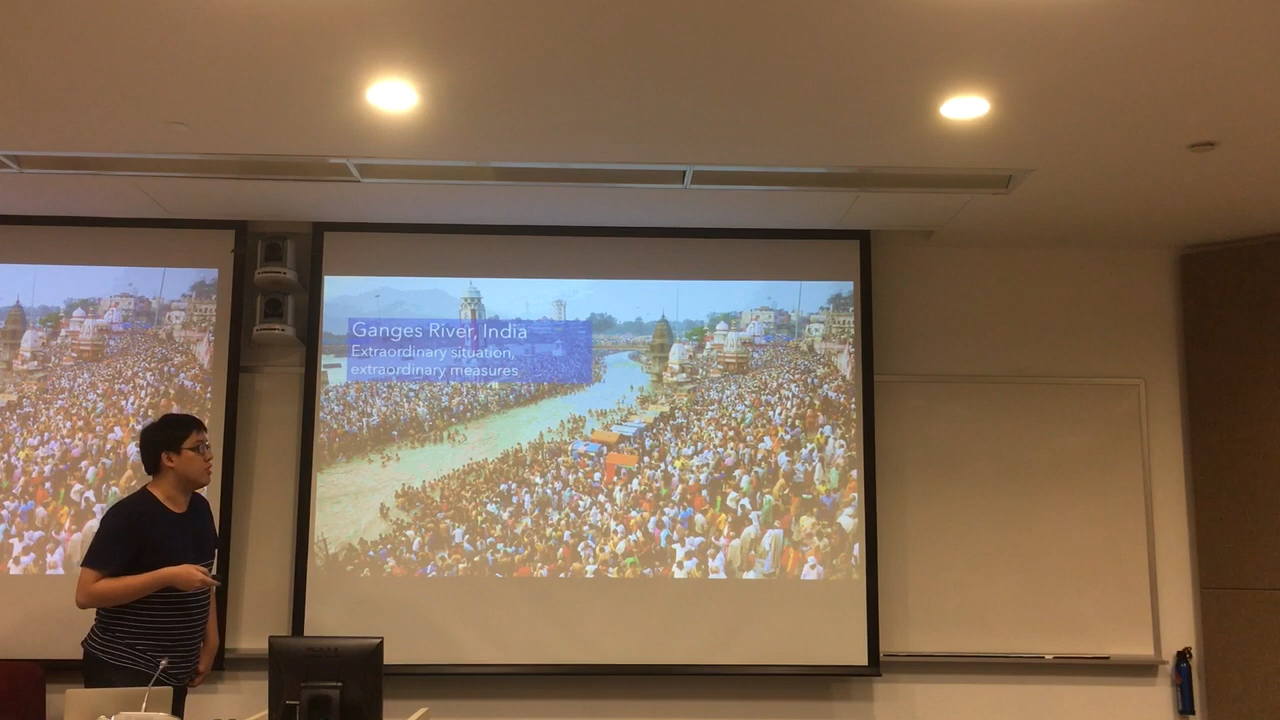 Ganges River, India
Extraordinary situation,
extraordinary measures